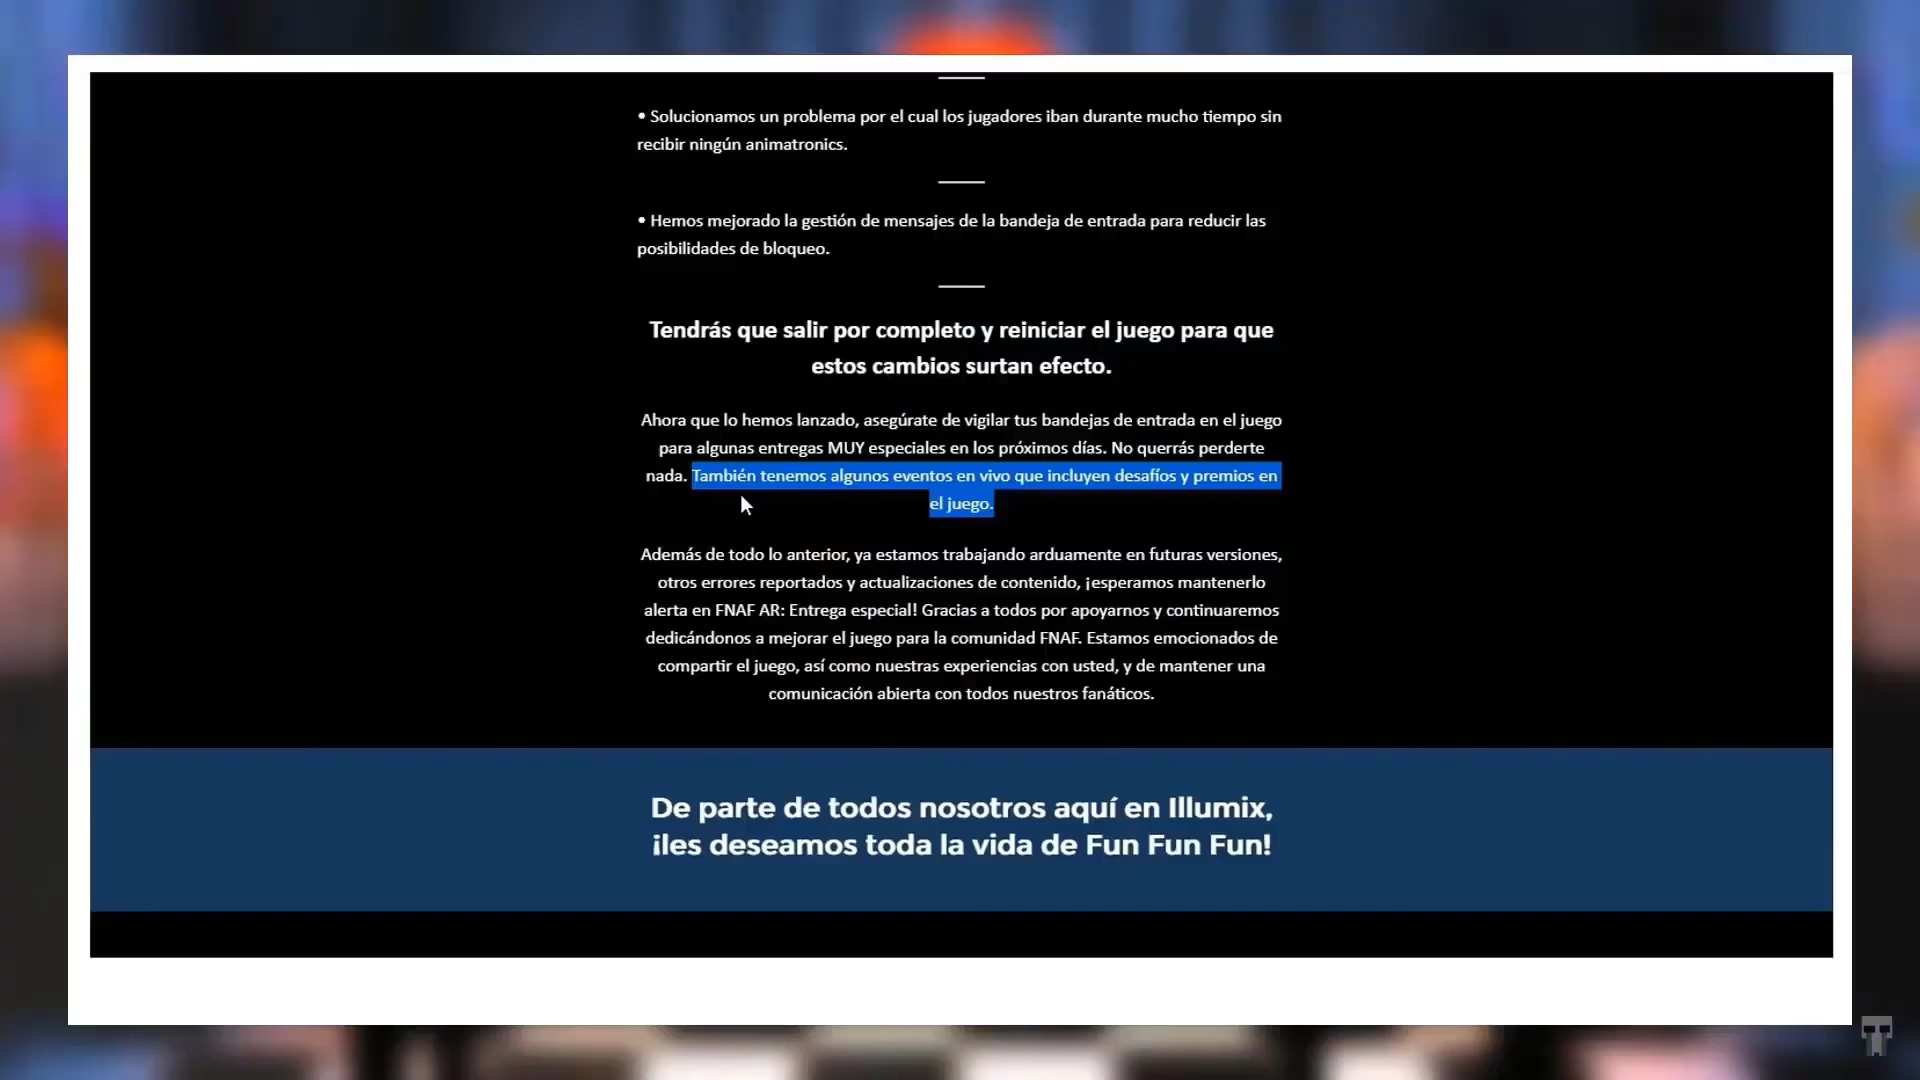 • Solucionamos un problema por el cual los jugadores iban durante mucho tiempo sin
recibir ningún animatronics.
• Hemos mejorado la gestión de mensajes de la bandeja de entrada para reducir las
posibilidades de bloqueo.
Tendrás que salir por completo y reiniciar el juego para que
estos cambios surtan efecto.
Ahora que lo hemos lanzado, asegúrate de vigilar tus bandejas de entrada en el juego
para algunas entregas MUY especiales en los próximos días. No querrás perderte
nada. También tenemos algunos eventos en vivo que incluyen desafíos y premios en
el juego.
Además de todo lo anterior, ya estamos trabajando arduamente en futuras versiones,
otros errores reportados y actualizaciones de contenido, ¡esperamos mantenerlo
alerta en FNAF AR: Entrega especial! Gracias a todos por apoyarnos y continuaremos
dedicándonos a mejorar el juego para la comunidad FNAF. Estamos emocionados de
compartir el juego, así como nuestras experiencias con usted, y de mantener una
comunicación abierta con todos nuestros fanáticos.
De parte de todos nosotros aquí en Illumix,
¡les deseamos toda la vida de Fun Fun Fun!